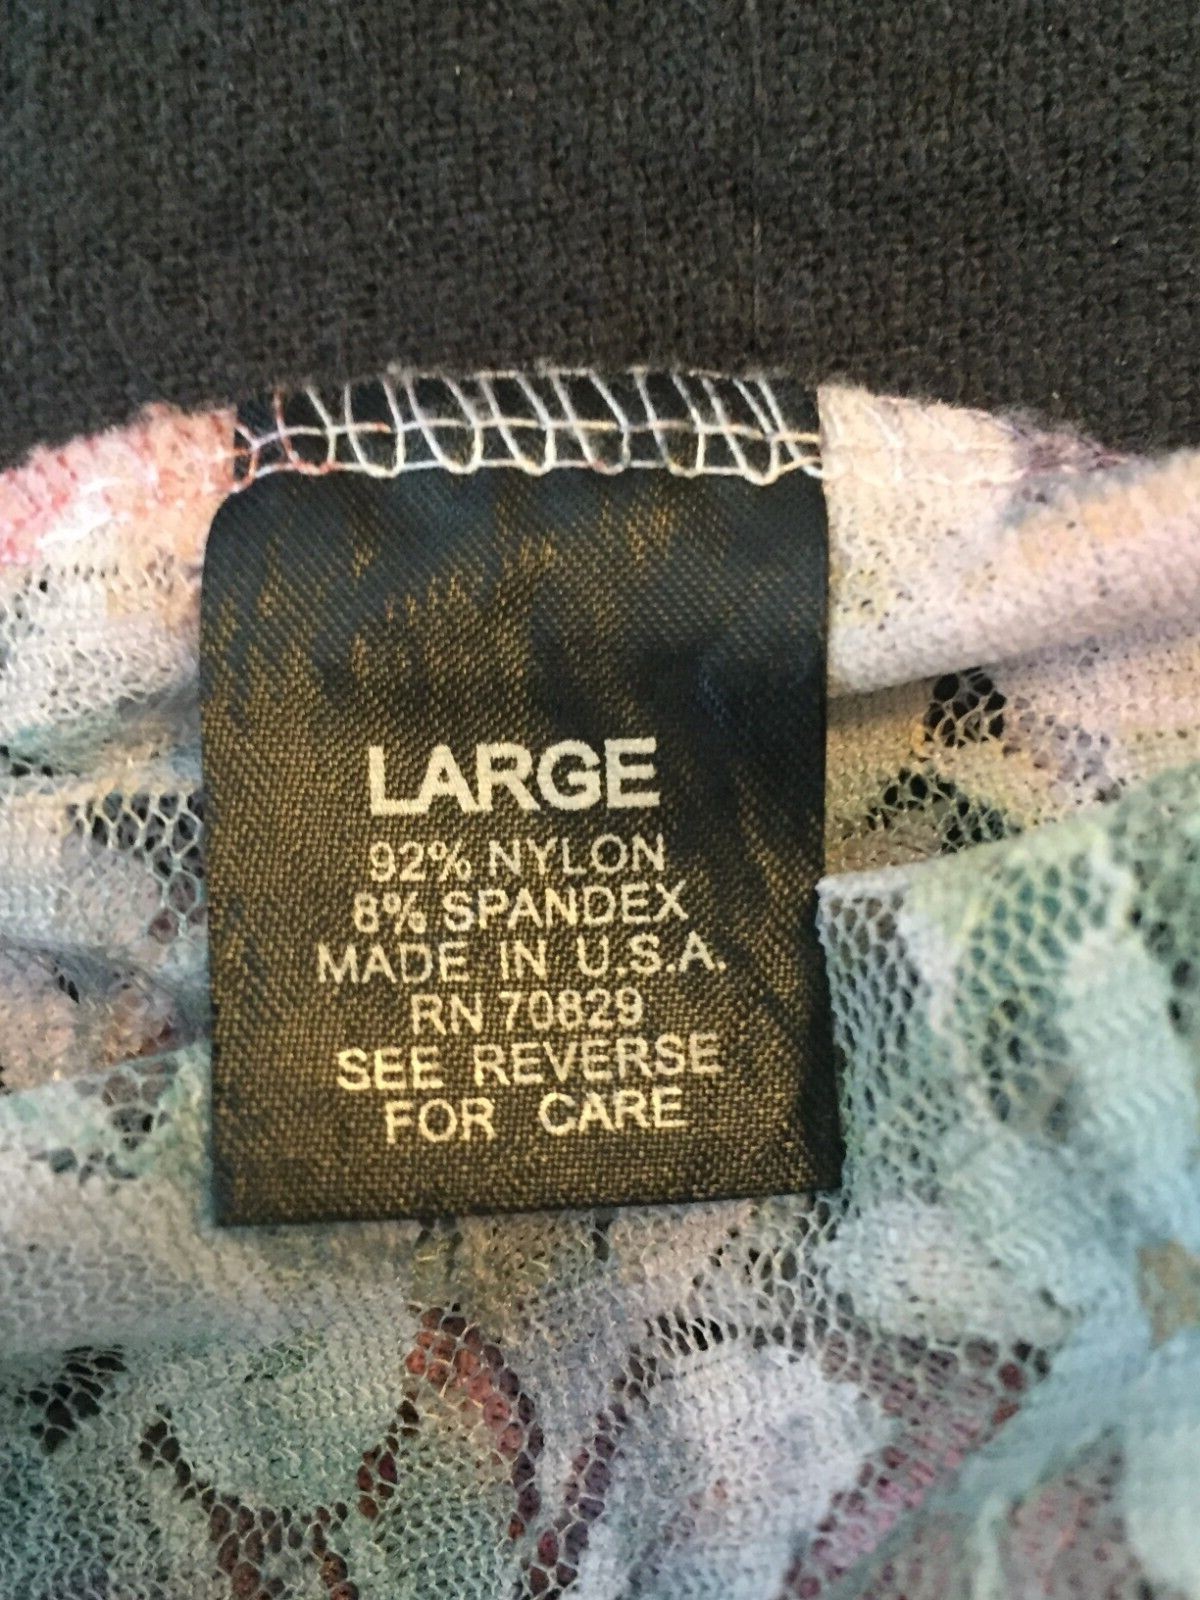 LARGE
92% NYLON
8% SPANDEX
MADE IN U.S.A.
RN 70829
SEE REVERSE
FOR CARE